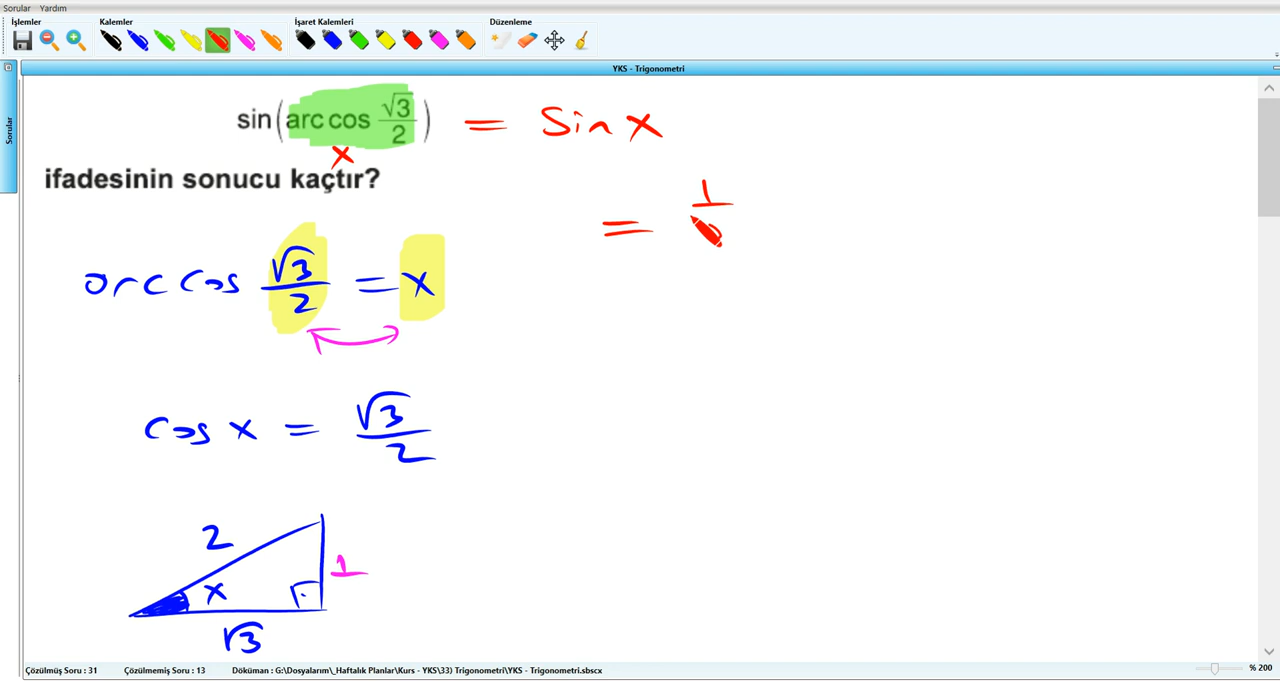 Sorular Yardım
İşlemler Kalemler İşaret Kalemleri Düzenleme
YKS - Trigonometri
Sorular
sin(arc cos √3/2) = Sin x
x
ifadesinin sonucu kaçtır?
= 1
arc cos √3/2 = x
cos x = √3/2
2
x
1
√3
Çözülmüş Soru : 31 Çözülmemiş Soru : 13 Döküman : G:\Dosyalarım\_Haftalık Planlar\Kurs - YKS\33) Trigonometri\YKS - Trigonometri.sbscx % 200